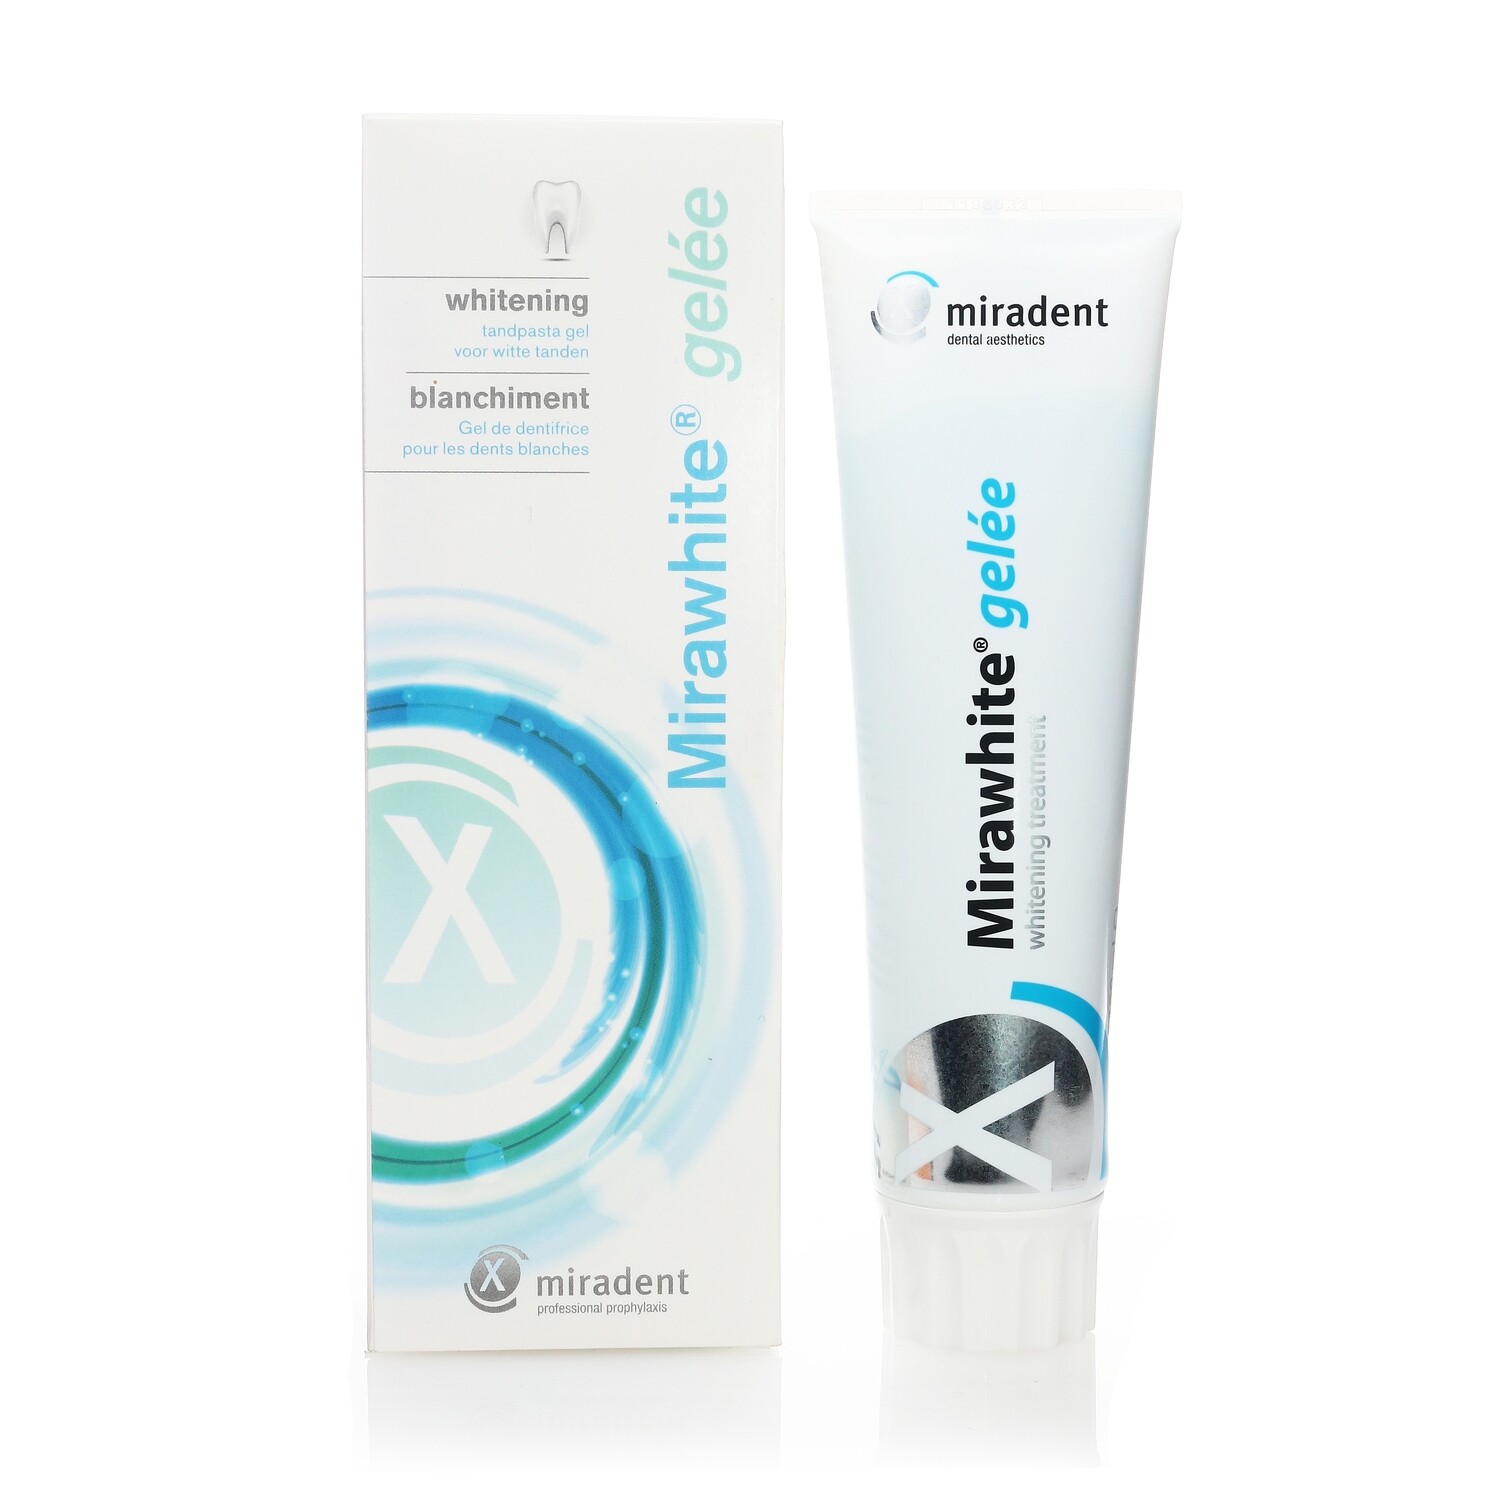 whitening
tandpasta gel
voor witte tanden
blanchiment
Gel de dentifrice
pour les dents blanches
Mirawhite® gelée
X
X miradent
professional prophylaxis
X miradent
dental aesthetics
Mirawhite® gelée
whitening treatment
X